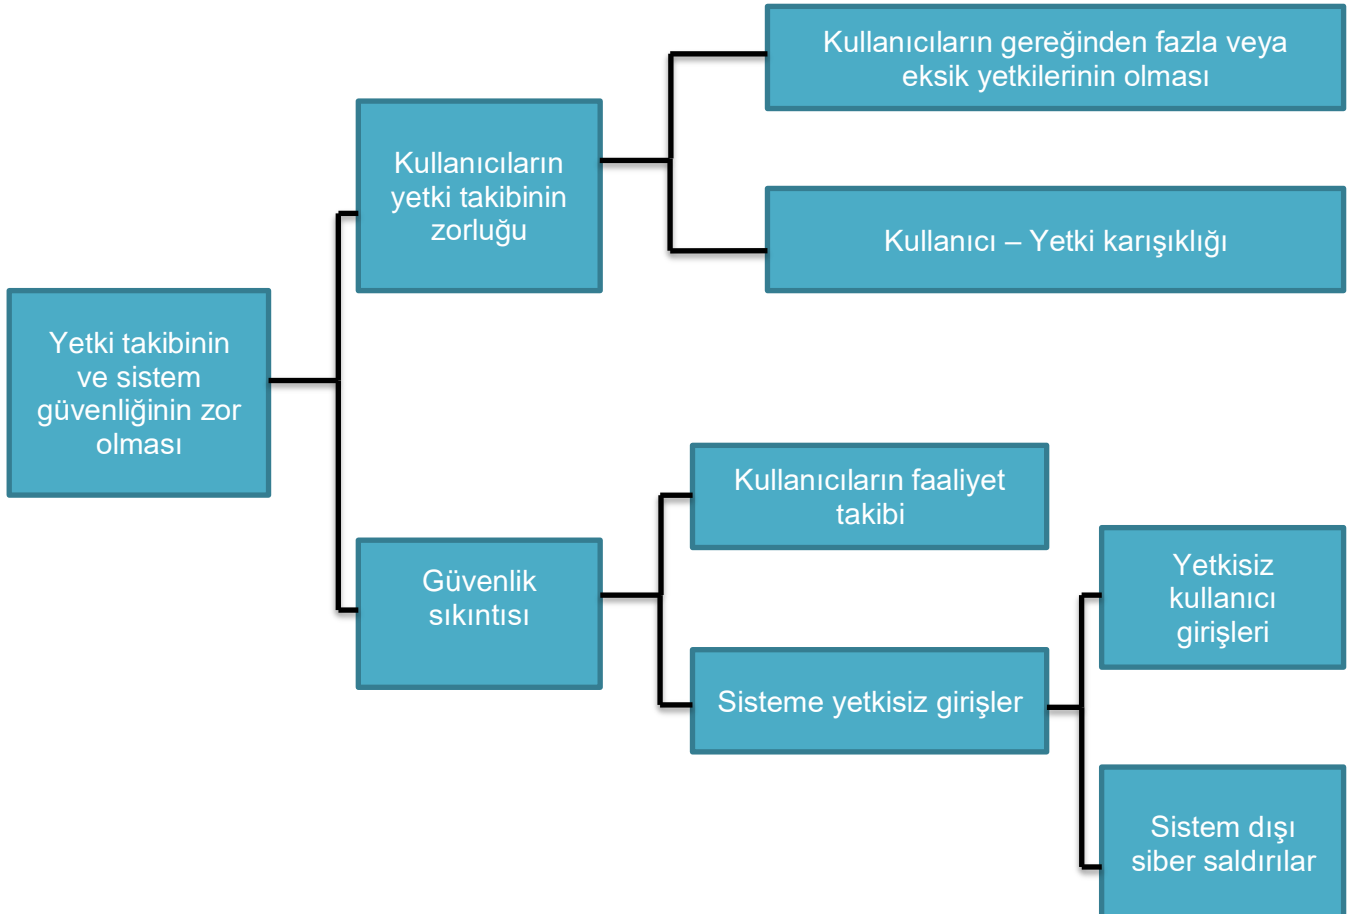 Kullanıcıların gereğinden fazla veya
eksik yetkilerinin olması
Kullanıcıların
yetki takibinin
zorluğu
Kullanıcı – Yetki karışıklığı
Yetki takibinin
ve sistem
güvenliğinin zor
olması
Kullanıcıların faaliyet
takibi
Güvenlik
sıkıntısı
Yetkisiz
kullanıcı
girişleri
Sisteme yetkisiz girişler
Sistem dışı
siber saldırılar